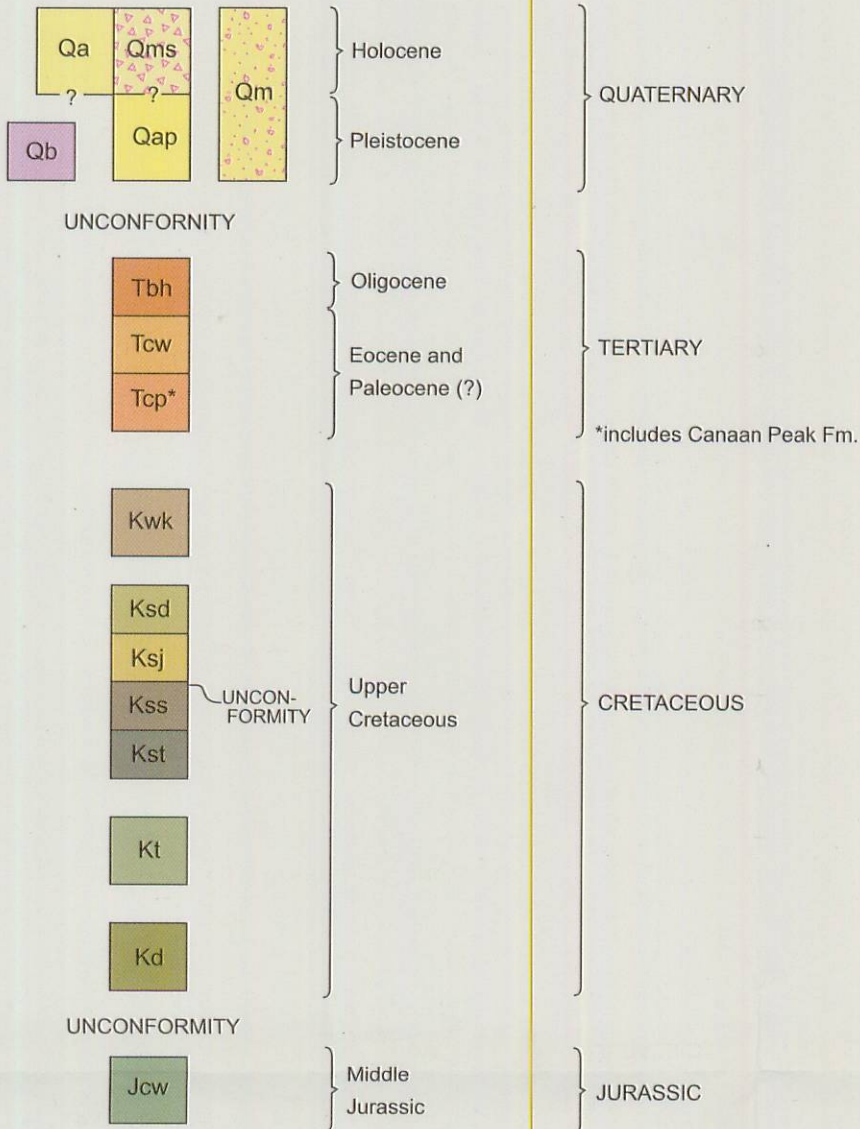 Qa
Qms
Qm
Holocene
?
?
QUATERNARY
Qb
Qap
Pleistocene
UNCONFORNITY
Tbh
Oligocene
Tcw
Eocene and
Paleocene (?)
TERTIARY
Tcp*
*includes Canaan Peak Fm.
Kwk
Ksd
Ksj
Kss
UNCON-
FORMITY
Kst
Upper
Cretaceous
CRETACEOUS
Kt
Kd
UNCONFORMITY
Jcw
Middle
Jurassic
JURASSIC